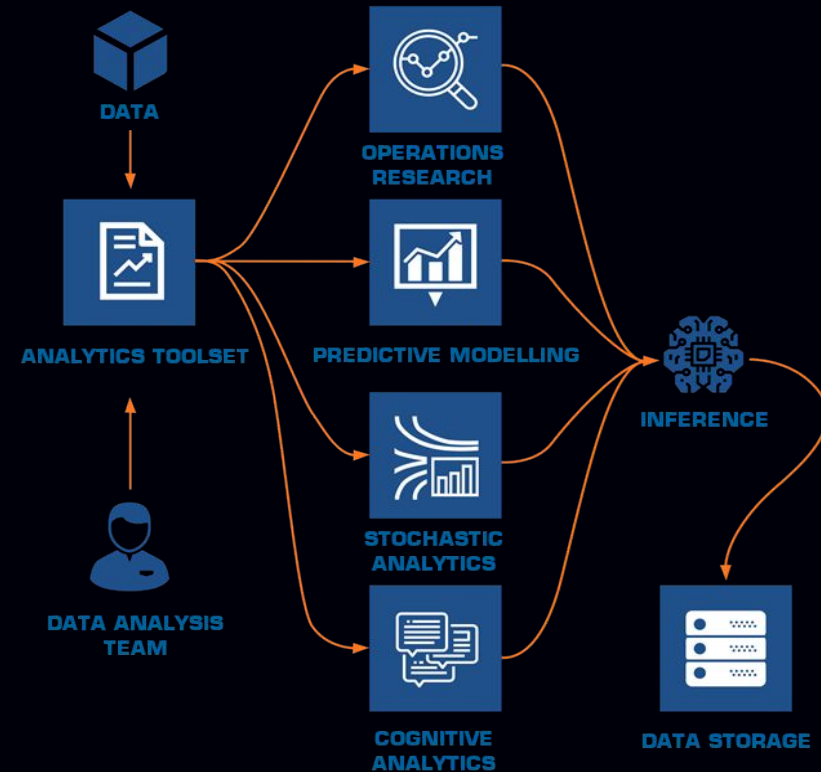 DATA
OPERATIONS
RESEARCH
ANALYTICS TOOLSET
PREDICTIVE MODELLING
INFERENCE
DATA ANALYSIS
TEAM
STOCHASTIC
ANALYTICS
COGNITIVE
ANALYTICS
DATA STORAGE